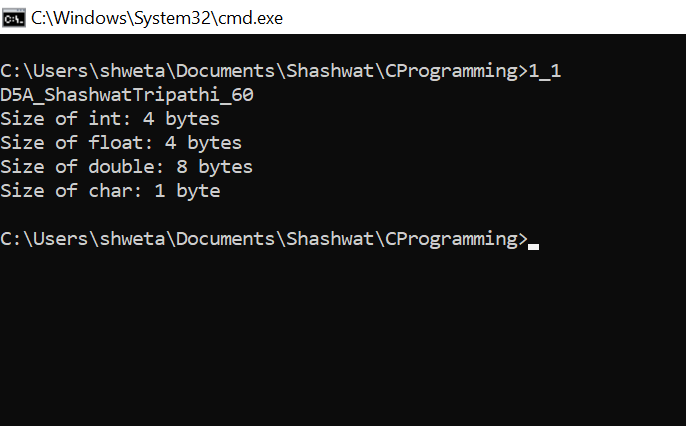 C:\Windows\System32\cmd.exe
C:\Users\shweta\Documents\Shashwat\CProgramming>1_1
D5A_ShashwatTripathi_60
Size of int: 4 bytes
Size of float: 4 bytes
Size of double: 8 bytes
Size of char: 1 byte
C:\Users\shweta\Documents\Shashwat\CProgramming>